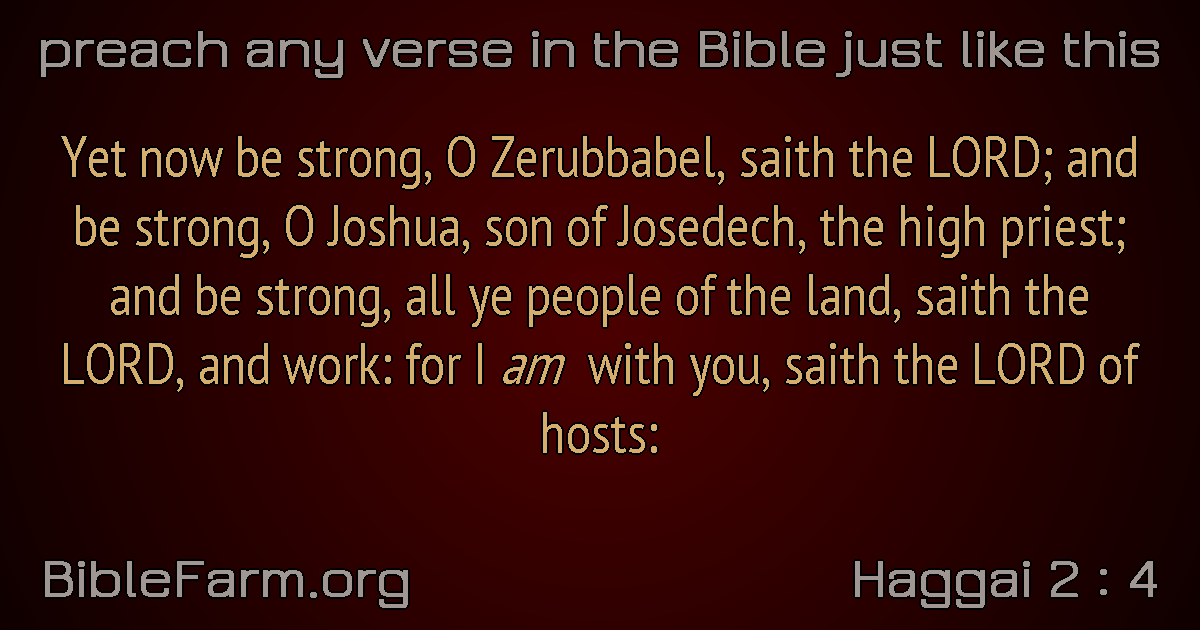 preach any verse in the Bible just like this
Yet now be strong, O Zerubbabel, saith the LORD; and
be strong, O Joshua, son of Josedech, the high priest;
and be strong, all ye people of the land, saith the
LORD, and work: for I am with you, saith the LORD of
hosts:
BibleFarm.org
Haggai 2 : 4